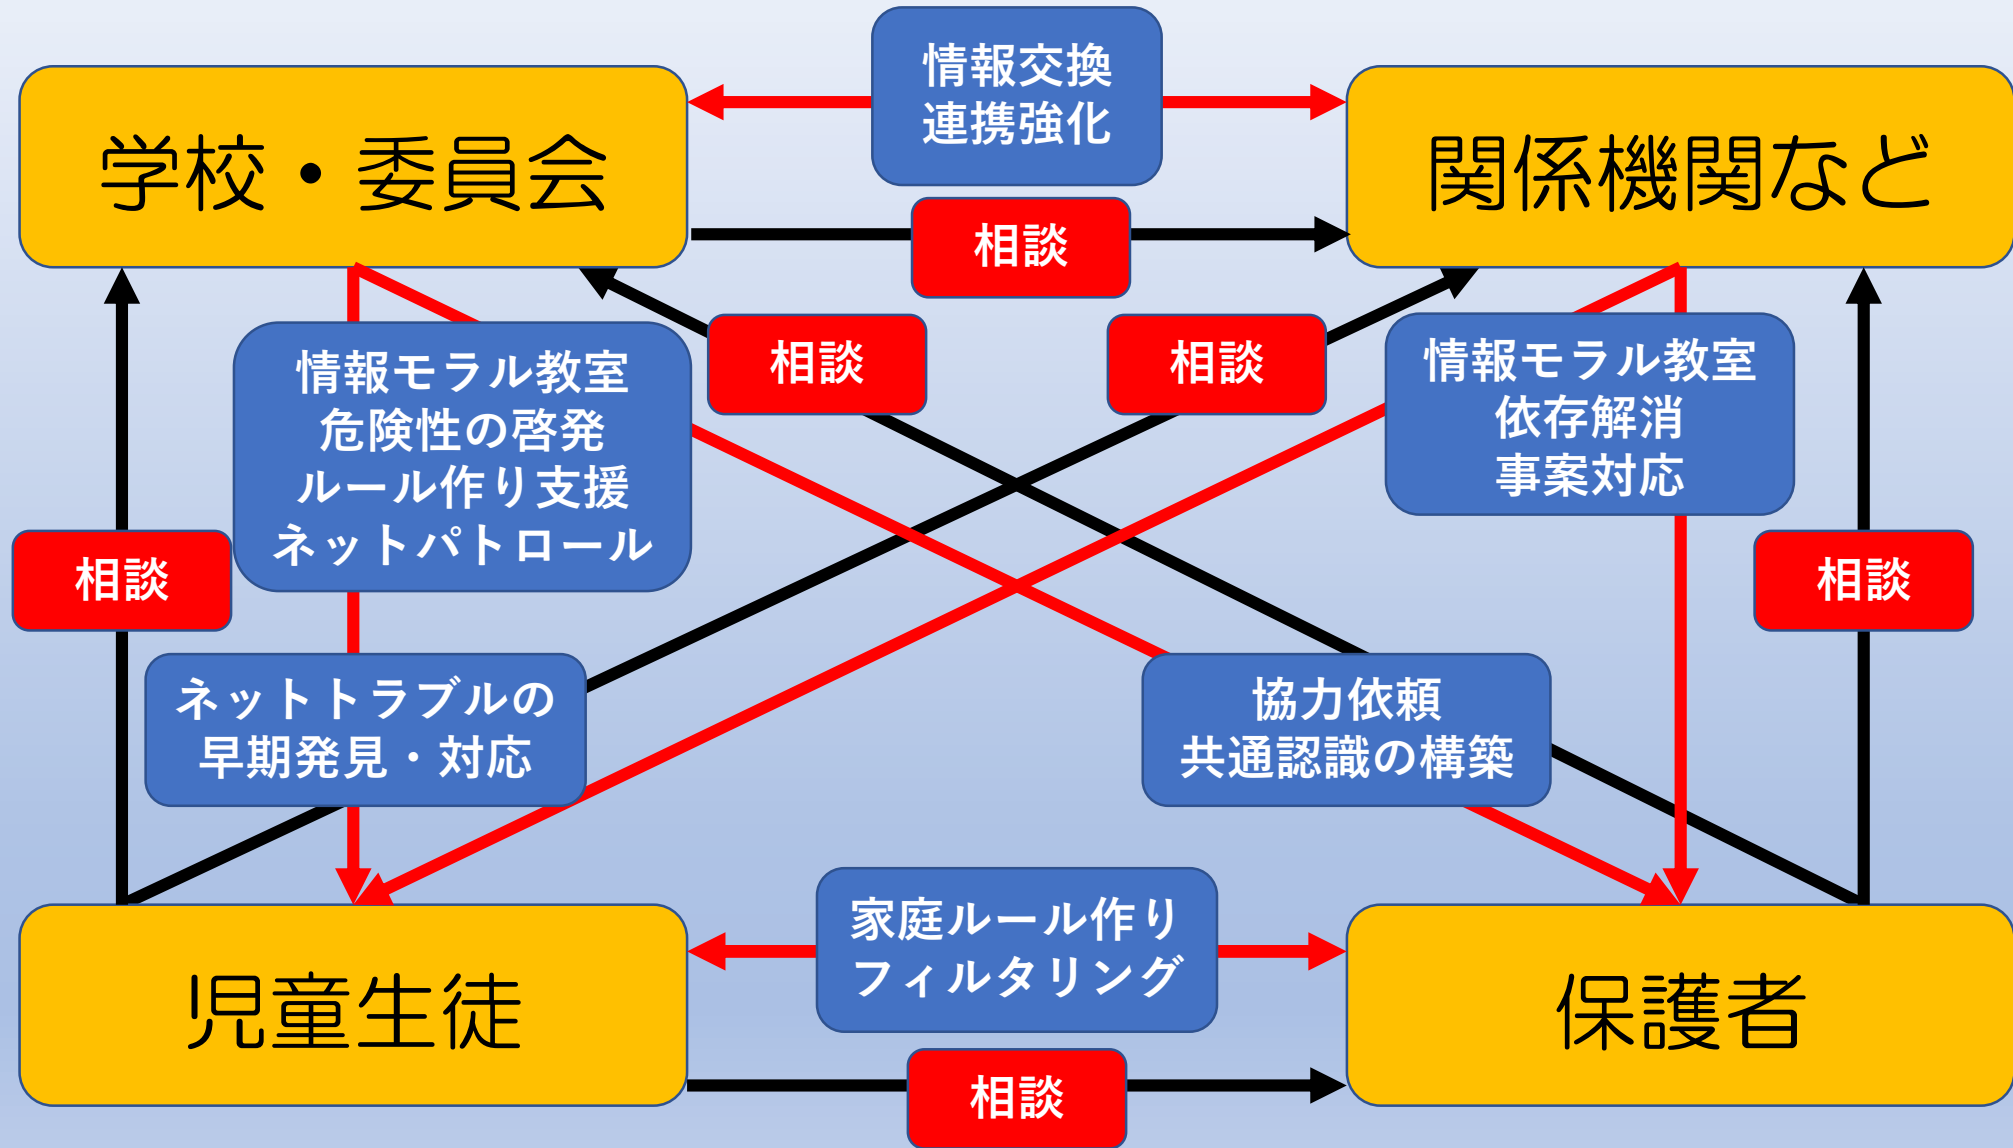 情報交換
連携強化
学校・委員会
関係機関など
相談
相談
相談
情報モラル教室
危険性の啓発
ルール作り支援
ネットパトロール
情報モラル教室
依存解消
事案対応
相談
相談
ネットトラブルの
早期発見・対応
協力依頼
共通認識の構築
家庭ルール作り
フィルタリング
児童生徒
保護者
相談